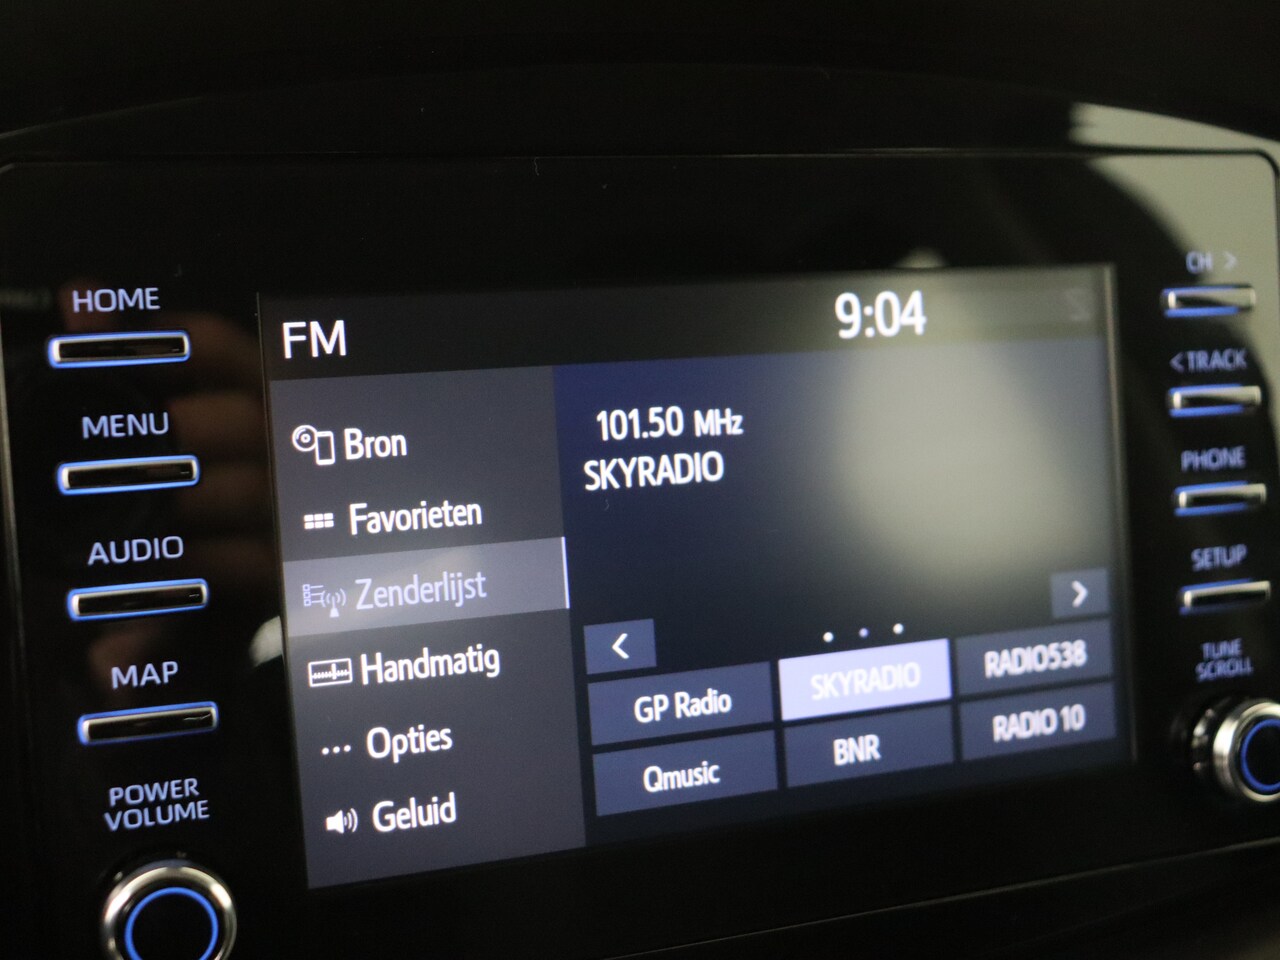 HOME
MENU
AUDIO
MAP
POWER
VOLUME
FM
9:04
Bron
Favorieten
Zenderlijst
Handmatig
Opties
Geluid
101.50 MHz
SKYRADIO
<
>
GP Radio
SKYRADIO
RADIO538
Qmusic
BNR
RADIO 10
CH >
< TRACK
PHONE
SETUP
TUNE
SCROLL